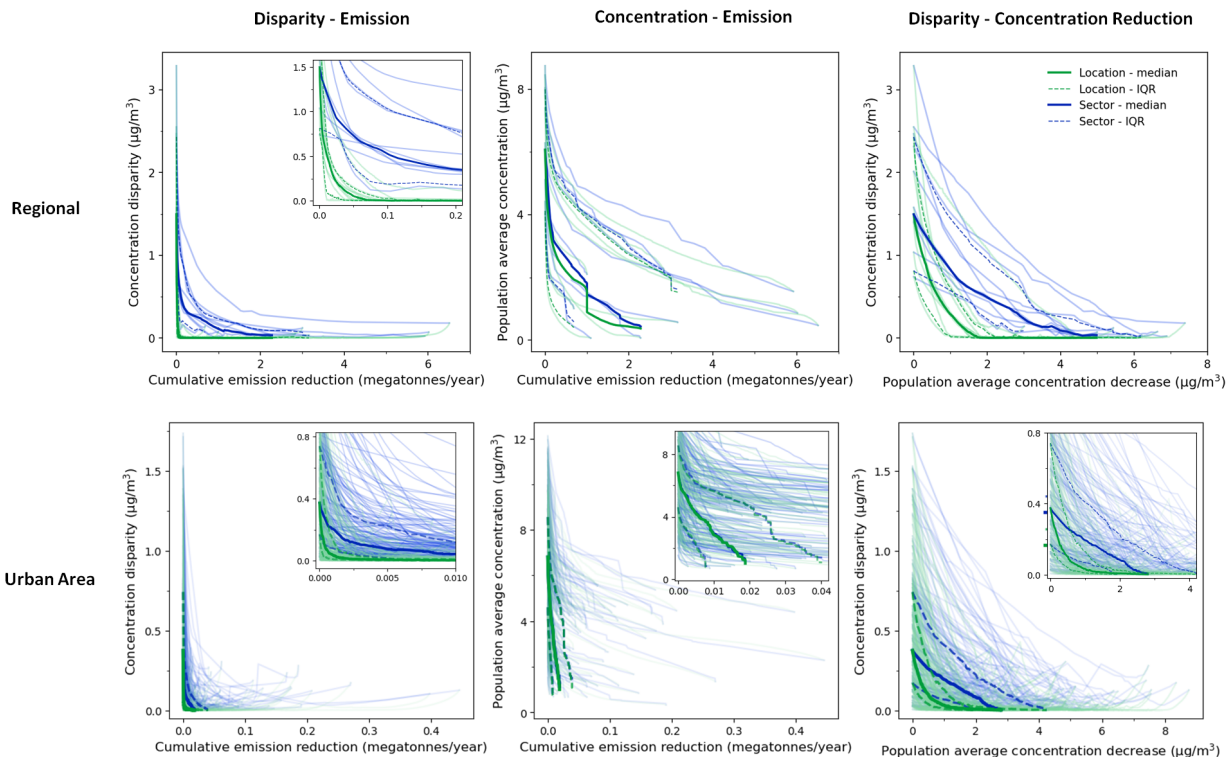 Disparity - Emission
Concentration - Emission
Disparity - Concentration Reduction
Regional
Concentration disparity (µg/m³)
3
2
1
0
0 2 4 6
Cumulative emission reduction (megatonnes/year)
1.5
1.0
0.5
0.0
0.0 0.1 0.2
Population average concentration (µg/m³)
8
4
0
0 2 4 6
Cumulative emission reduction (megatonnes/year)
Concentration disparity (µg/m³)
3
2
1
0
0 2 4 6 8
Population average concentration decrease (µg/m³)
Location - median
Location - IQR
Sector - median
Sector - IQR
Urban Area
Concentration disparity (µg/m³)
1.5
1.0
0.5
0.0
0.0 0.1 0.2 0.3 0.4
Cumulative emission reduction (megatonnes/year)
0.8
0.4
0.0
0.000 0.005 0.010
Population average concentration (µg/m³)
12
8
4
0
0.0 0.1 0.2 0.3 0.4
Cumulative emission reduction (megatonnes/year)
8
4
0
0.00 0.01 0.02 0.03 0.04
Concentration disparity (µg/m³)
1.5
1.0
0.5
0.0
0 2 4 6 8
Population average concentration decrease (µg/m³)
0.8
0.4
0.0
0 2 4